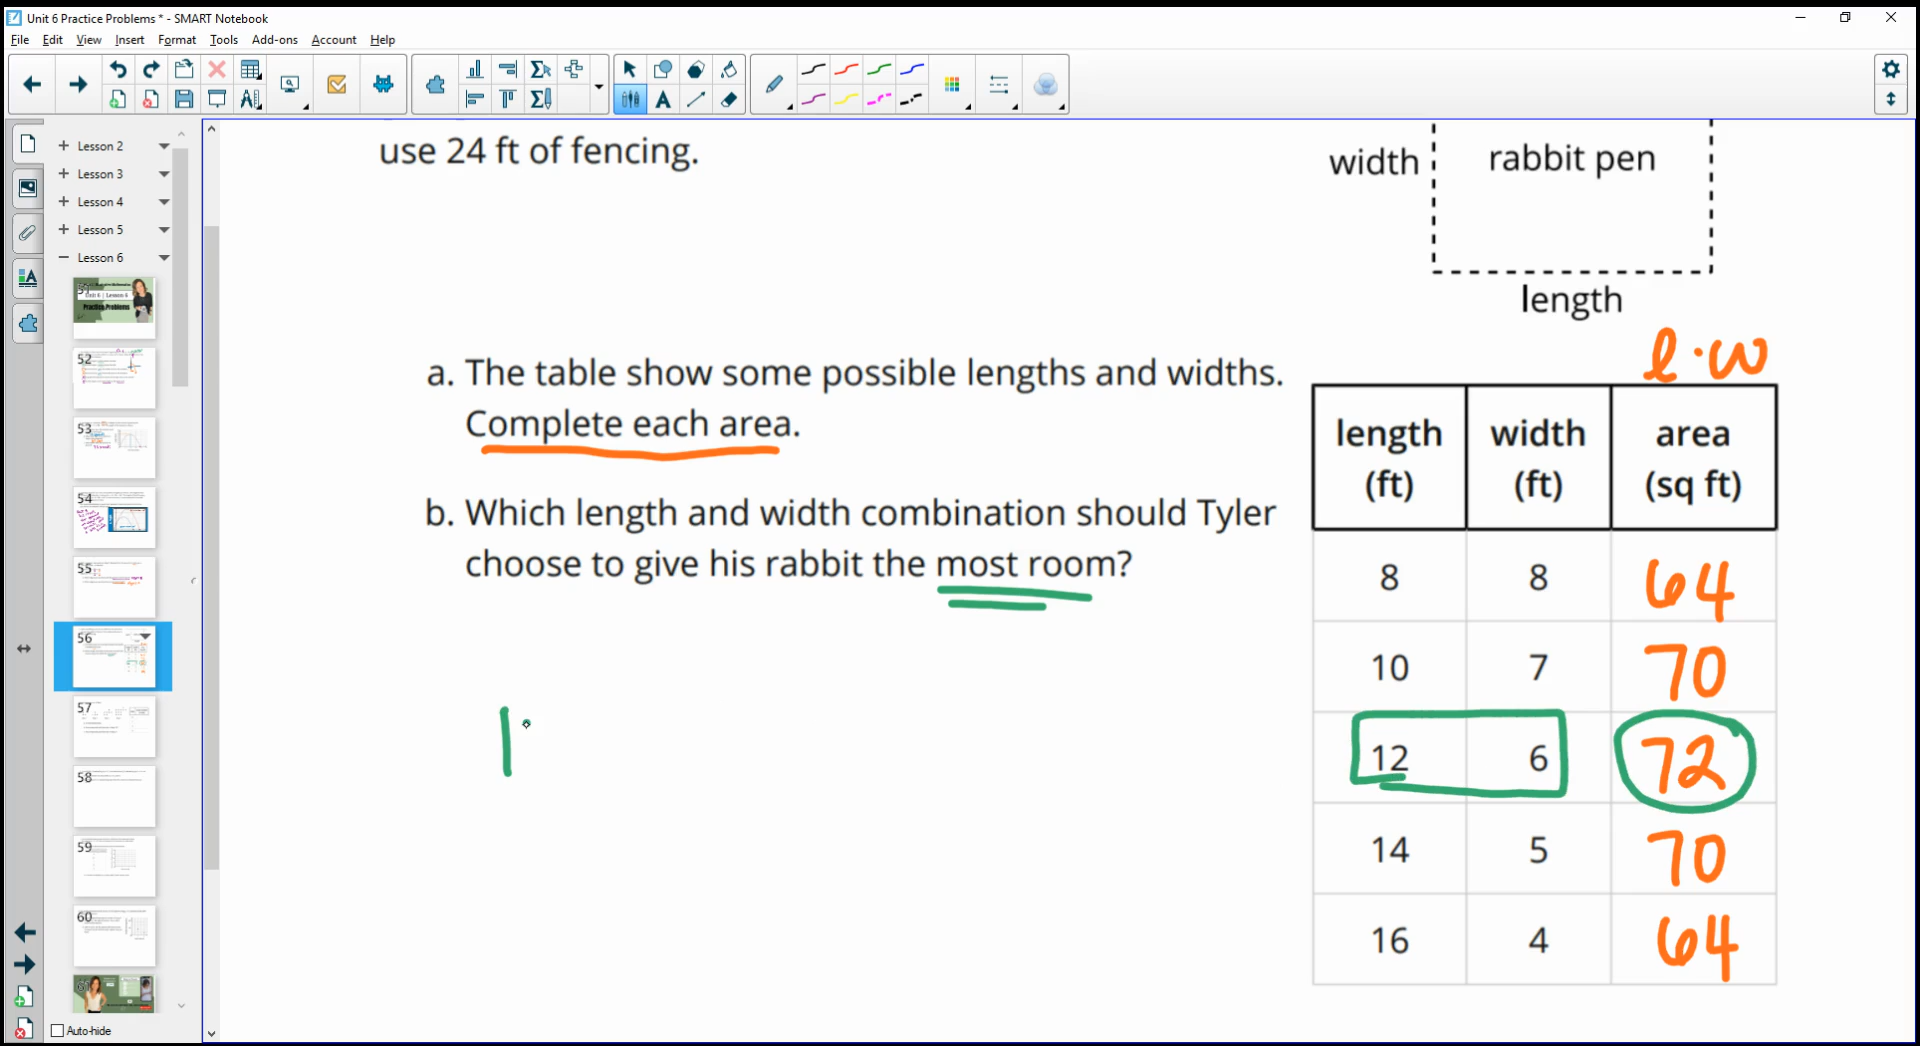 Unit 6 Practice Problems * - SMART Notebook
File Edit View Insert Format Tools Add-ons Account Help
Lesson 2
Lesson 3
Lesson 4
Lesson 5
Lesson 6
52
53
54
55
56
57
58
59
60
Auto-hide
use 24 ft of fencing.
width
rabbit pen
length
a. The table show some possible lengths and widths.
Complete each area.
b. Which length and width combination should Tyler
choose to give his rabbit the most room?
l · w
length (ft) width (ft) area (sq ft)
8 8 64
10 7 70
12 6 72
14 5 70
16 4 64